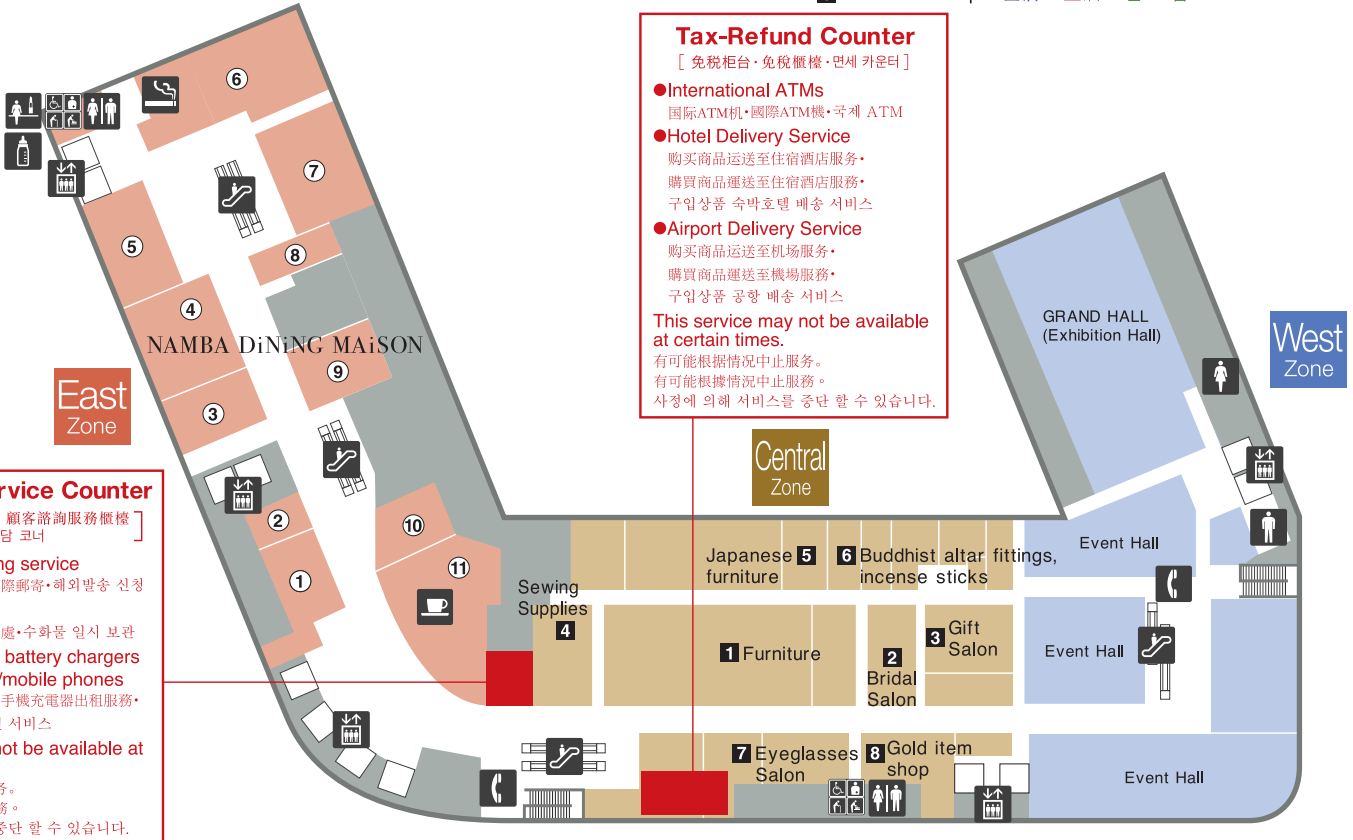 Tax-Refund Counter
[ 免税柜台・免稅櫃檯・면세 카운터 ]
●International ATMs
国际ATM机・國際ATM機・국제 ATM
●Hotel Delivery Service
购买商品运送至住宿酒店服务・
購買商品運送至住宿酒店服務・
구입상품 숙박호텔 배송 서비스
●Airport Delivery Service
购买商品运送至机场服务・
購買商品運送至機場服務・
구입상품 공항 배송 서비스
This service may not be available
at certain times.
有可能根据情况中止服务。
有可能根據情況中止服務。
사정에 의해 서비스를 중단 할 수 있습니다.
6
7
5
8
4
NAMBA DiNiNG MAiSON
9
3
East
Zone
2
10
1
11
Service Counter
顧客諮詢服務櫃檯 ]
담 코너
ng service
際郵寄・해외발송 신청
處・수화물 일시 보관
battery chargers
/mobile phones
手機充電器出租服務・
서비스
not be available at
务。
務。
중단 할 수 있습니다.
Central
Zone
Sewing
Supplies
4
Japanese 5
furniture
6 Buddhist altar fittings,
incense sticks
1 Furniture
2
Bridal
Salon
3 Gift
Salon
7 Eyeglasses
Salon
8 Gold item
shop
GRAND HALL
(Exhibition Hall)
West
Zone
Event Hall
Event Hall
Event Hall